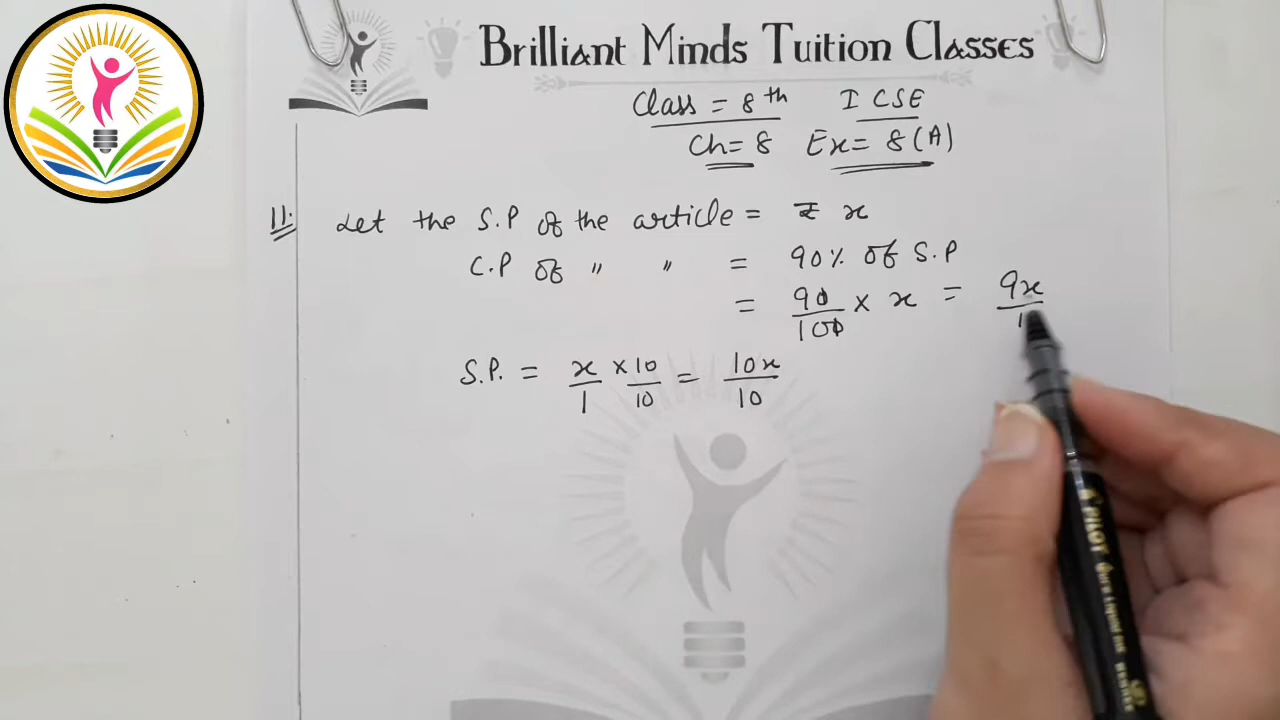 Brilliant Minds Tuition Classes
Class = 8th ICSE
Ch = 8 Ex = 8(A)
11. Let the S.P of the article = ₹ x
C.P of " " = 90% of S.P
= 90/100 × x = 9x/1
S.P. = x/1 × 10/10 = 10x/10
PILOT